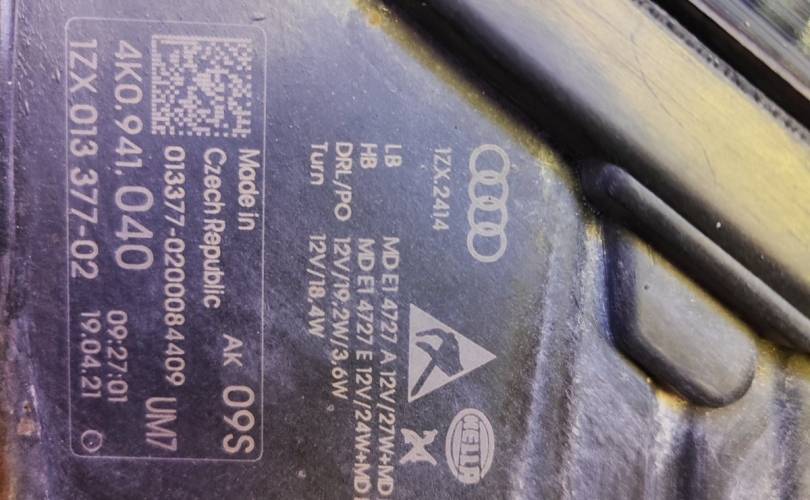 1ZX.2414
HELLA
LB MD E1 4727 A 12V/27W+MD
HB MD E1 4727 E 12V/24W+MD
DRL/PO 12V/19,2W/3,6W
Turn 12V/18,4W
Made in
Czech Republic
AK 09S
013377-0200084409 UM7
4K0.941.040 09:27:01
1ZX 013 377-02 19.04.21